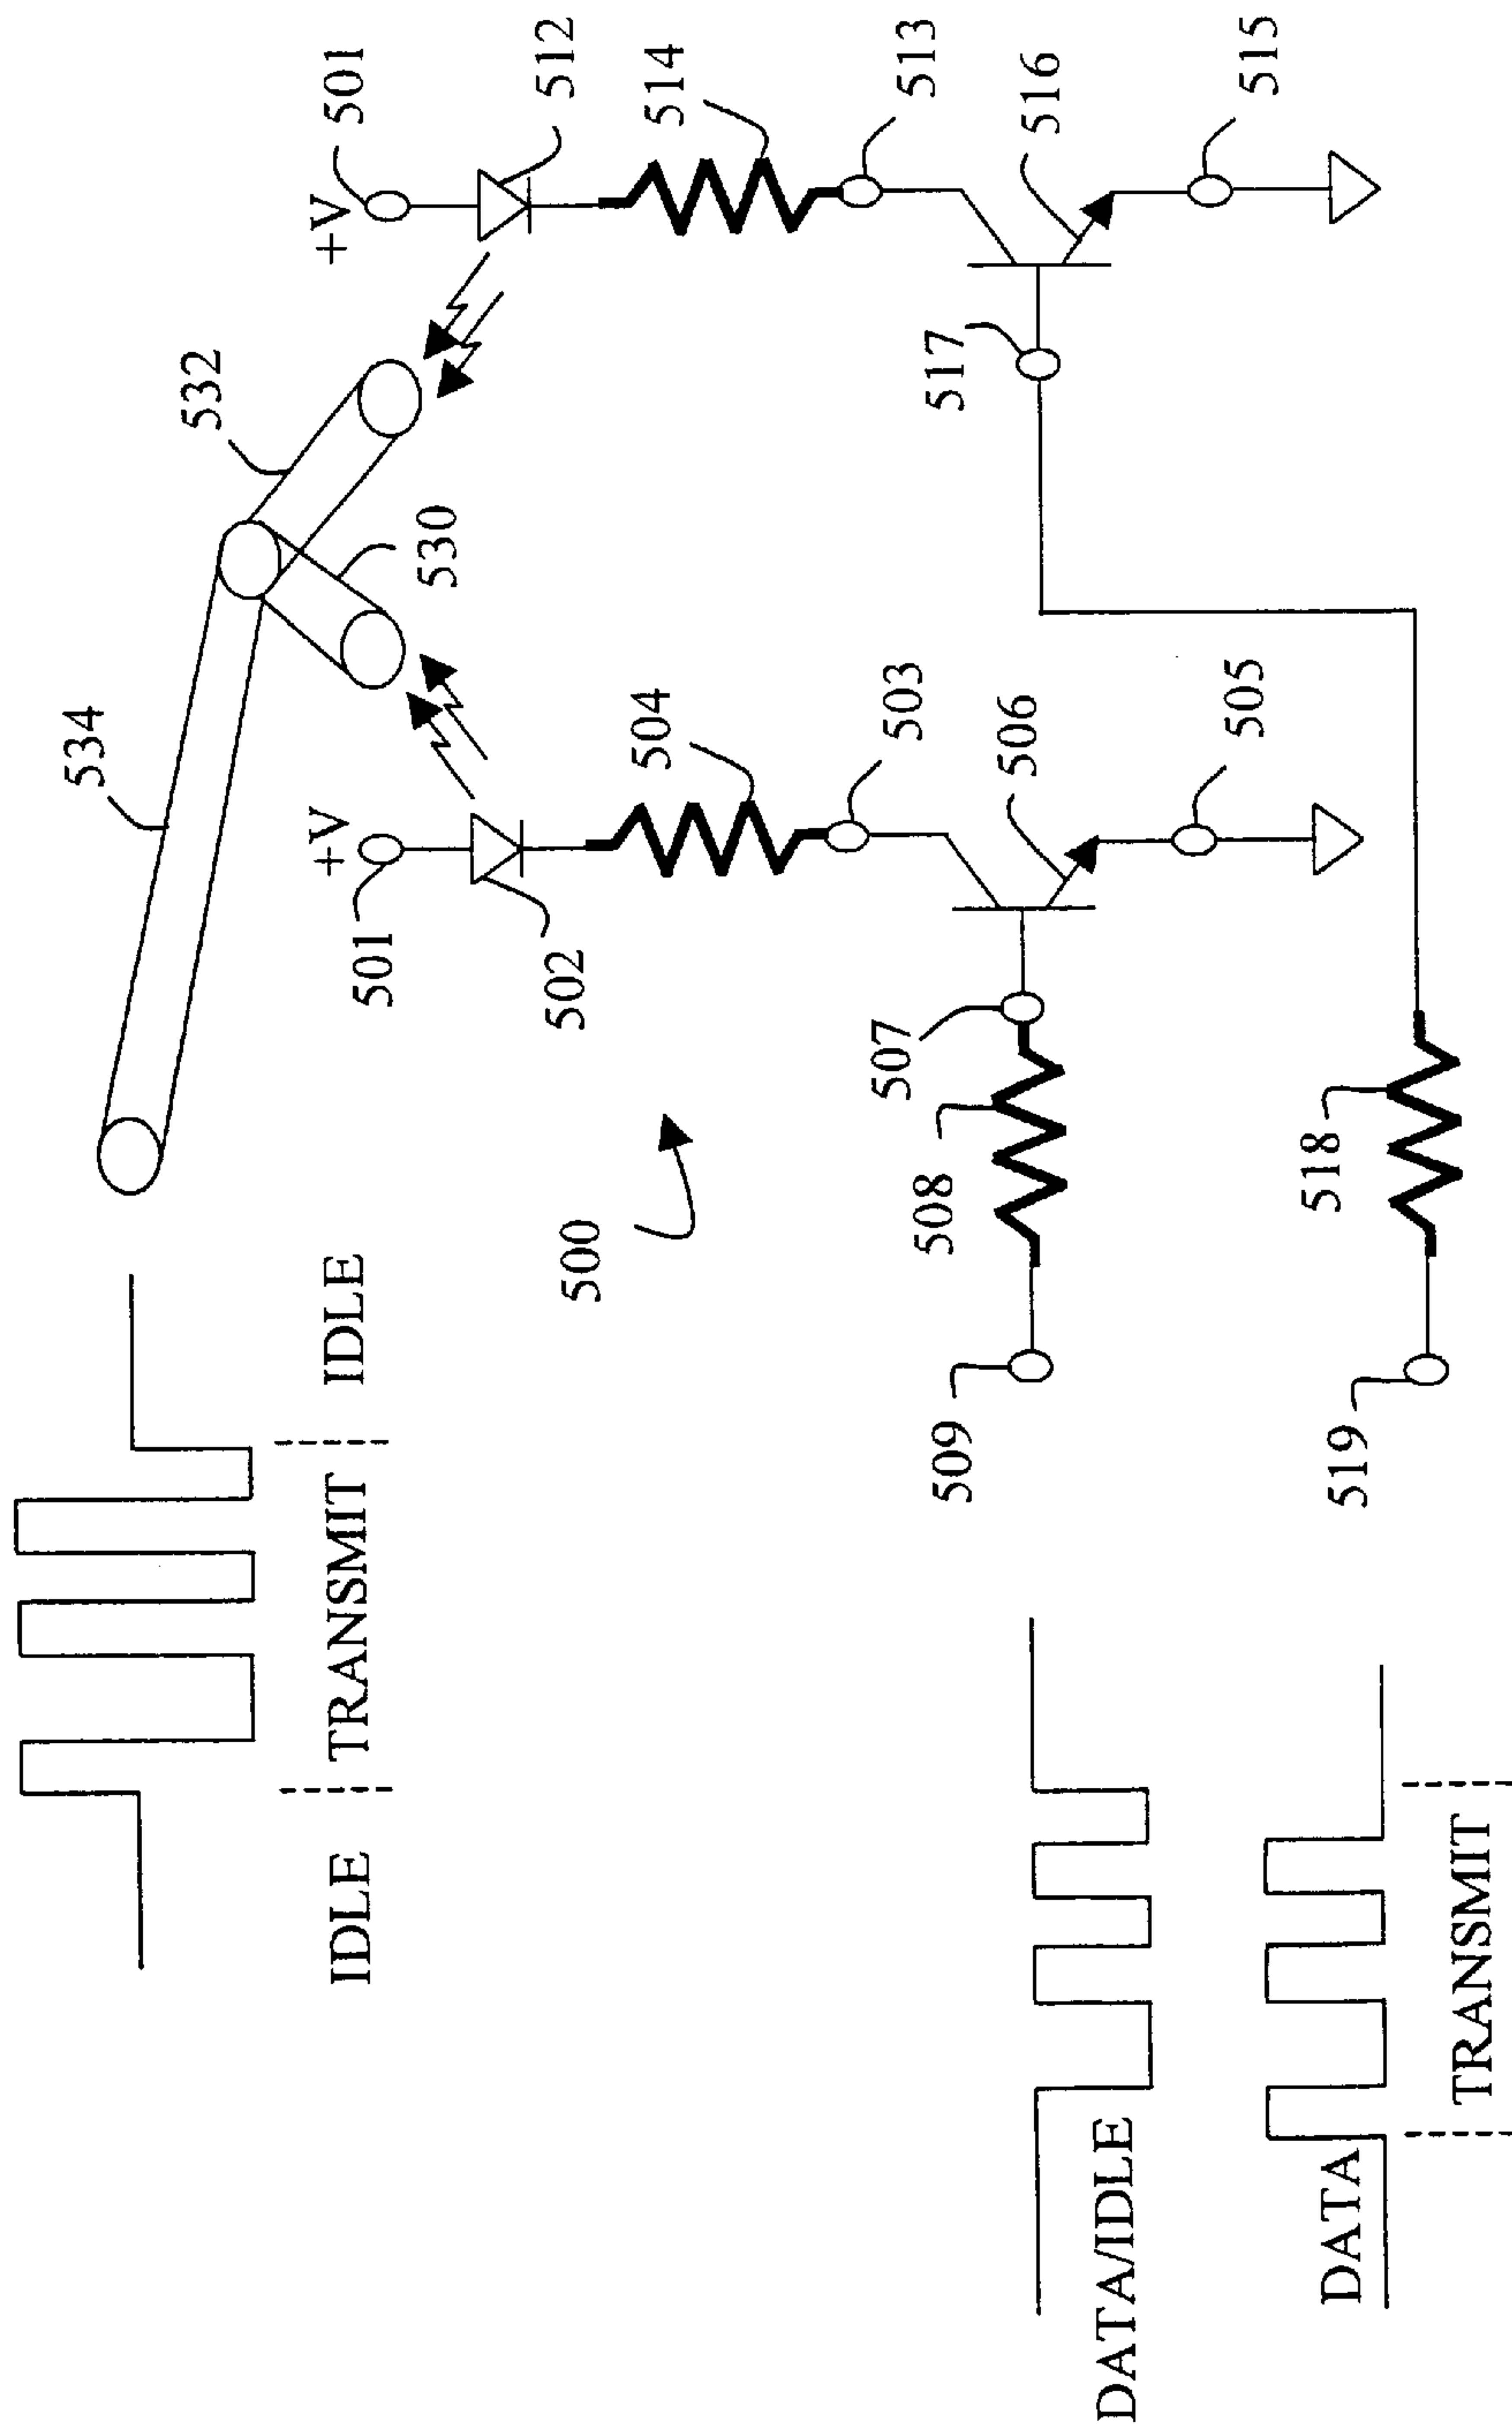 534
532
+V
501
512
530
IDLE
TRANSMIT
IDLE
+V
501
502
504
514
503
513
500
507
506
517
516
505
515
509
508
DATA/IDLE
519
518
DATA
TRANSMIT